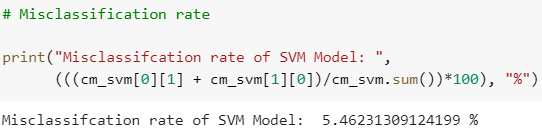 # Misclassification rate
print("Misclassifcation rate of SVM Model: ",
(((cm_svm[0][1] + cm_svm[1][0])/cm_svm.sum())*100), "%")
Misclassifcation rate of SVM Model:  5.46231309124199 %